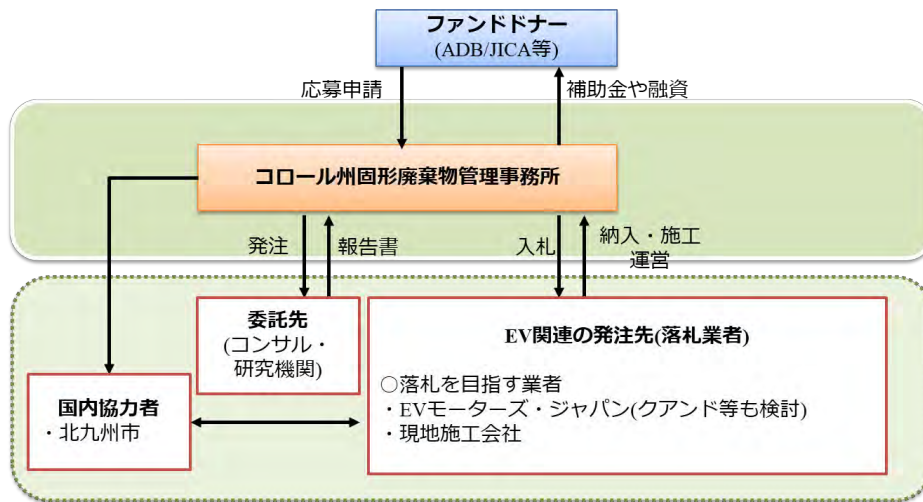 ファンドドナー
(ADB/JICA等)
応募申請
補助金や融資
コロール州固形廃棄物管理事務所
発注
報告書
入札
納入・施工
運営
委託先
(コンサル・
研究機関)
EV関連の発注先(落札業者)
○落札を目指す業者
・EVモーターズ・ジャパン(クアンド等も検討)
・現地施工会社
国内協力者
・北九州市